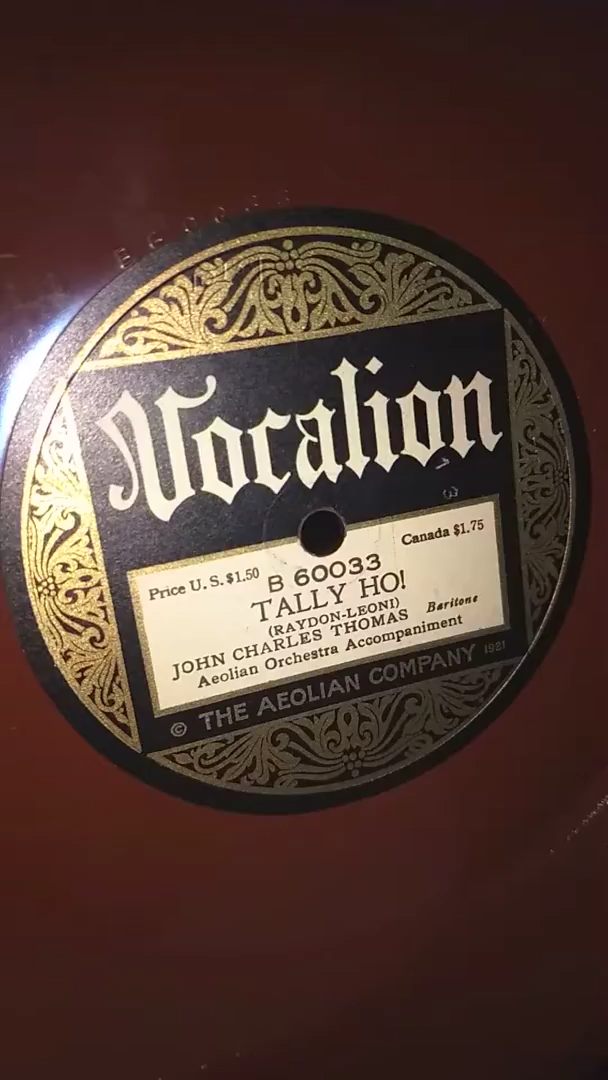 Vocalion
Price U. S. $1.50 B 60033 Canada $1.75
TALLY HO!
(RAYDON-LEONI)
JOHN CHARLES THOMAS Baritone
Aeolian Orchestra Accompaniment
© THE AEOLIAN COMPANY 1921